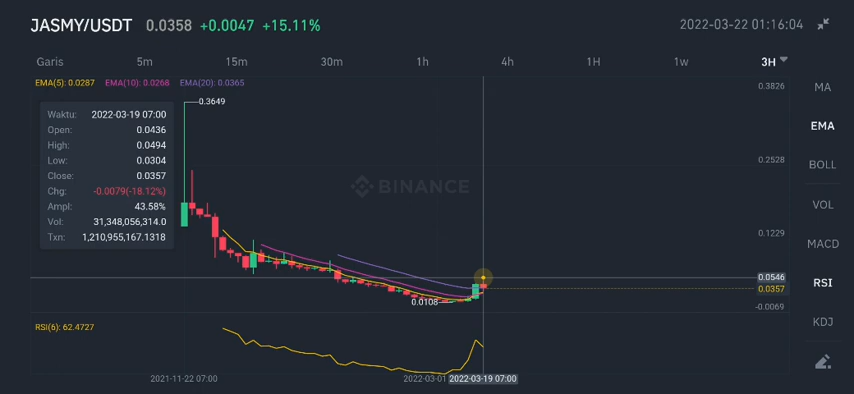 JASMY/USDT 0.0358 +0.0047 +15.11% 2022-03-22 01:16:04
Garis 5m 15m 30m 1h 4h 1H 1w 3H
EMA(5): 0.0287 EMA(10): 0.0268 EMA(20): 0.0365
0.3826
MA
0.3649
Waktu: 2022-03-19 07:00
Open: 0.0436
High: 0.0494
Low: 0.0304
Close: 0.0357
Chg: -0.0079(-18.12%)
Ampl: 43.58%
Vol: 31,348,056,314.0
Txn: 1,210,955,167.1318
EMA
0.2528
BOLL
BINANCE
VOL
0.1229
MACD
0.0546
0.0357
RSI
0.0108
-0.0069
KDJ
RSI(6): 62.4727
2021-11-22 07:00 2022-03-01 2022-03-19 07:00